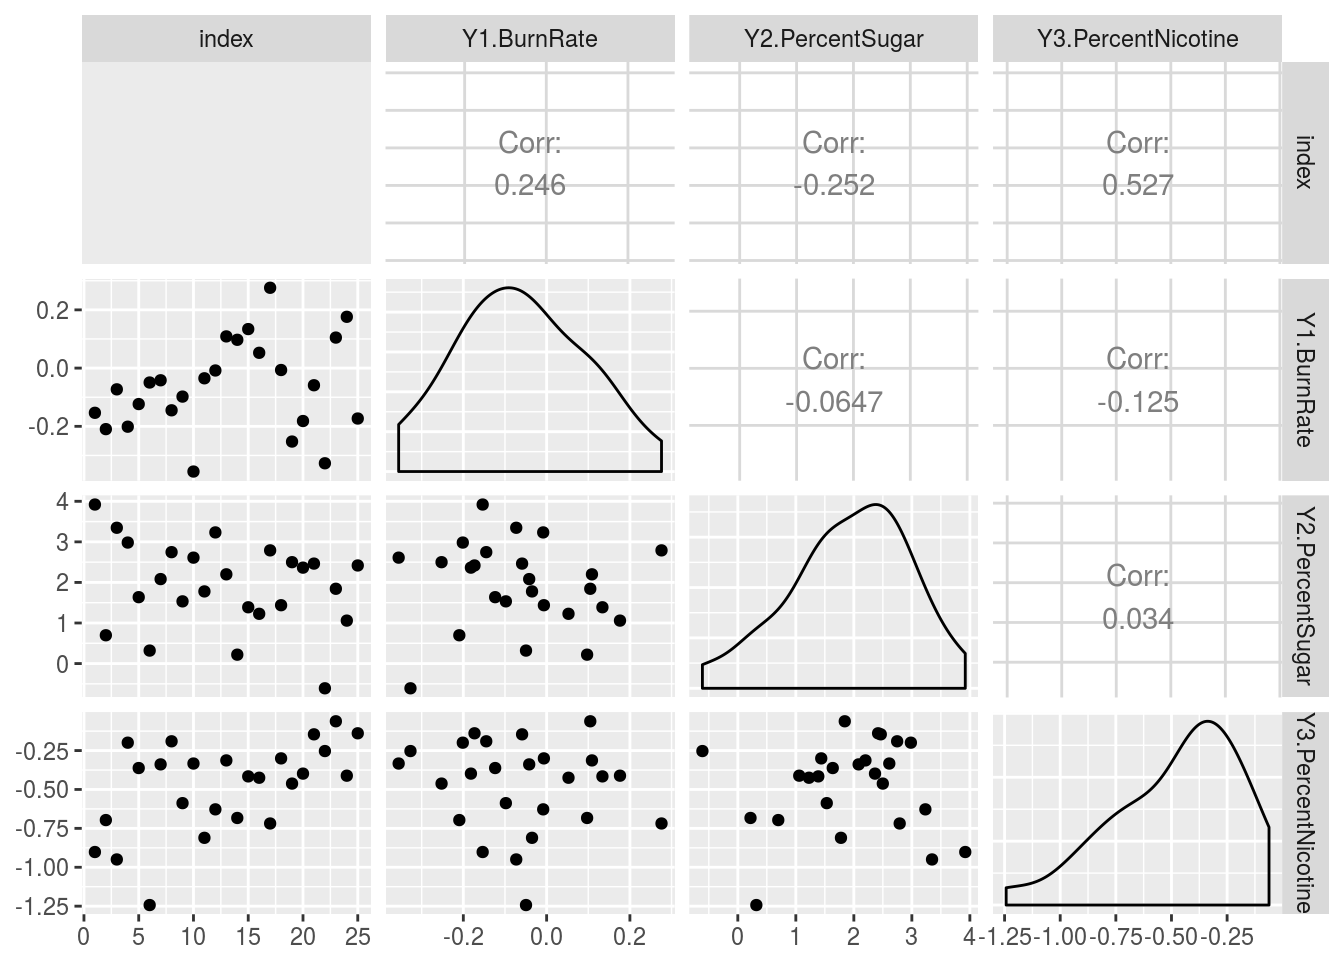 index
Y1.BurnRate
Y2.PercentSugar
Y3.PercentNicotine
Corr:
0.246
Corr:
-0.252
Corr:
0.527
index
0.2
0.0
-0.2
Corr:
-0.0647
Corr:
-0.125
Y1.BurnRate
4
3
2
1
0
Corr:
0.034
Y2.PercentSugar
-0.25
-0.50
-0.75
-1.00
-1.25
Y3.PercentNicotine
0 5 10 15 20 25
-0.2 0.0 0.2
0 1 2 3 4
-1.25 -1.00 -0.75 -0.50 -0.25